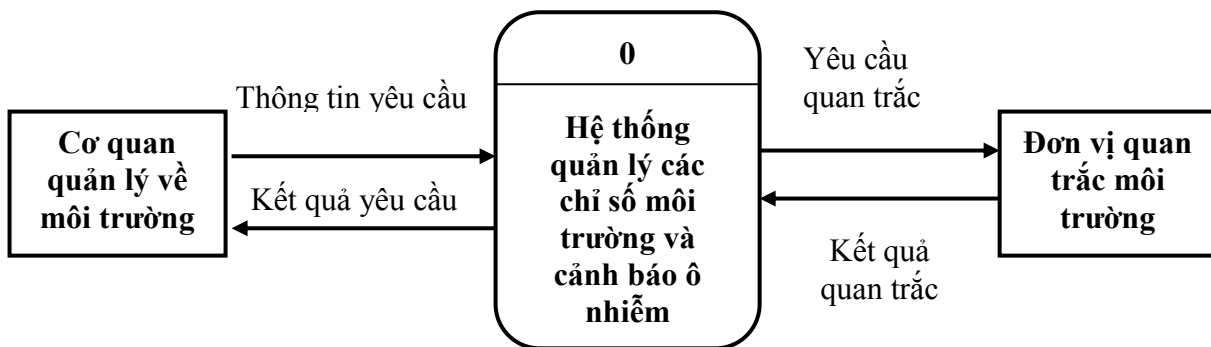 Cơ quan
quản lý về
môi trường
Thông tin yêu cầu
Kết quả yêu cầu
0
Hệ thống
quản lý các
chỉ số môi
trường và
cảnh báo ô
nhiễm
Yêu cầu
quan trắc
Kết quả
quan trắc
Đơn vị quan
trắc môi
trường